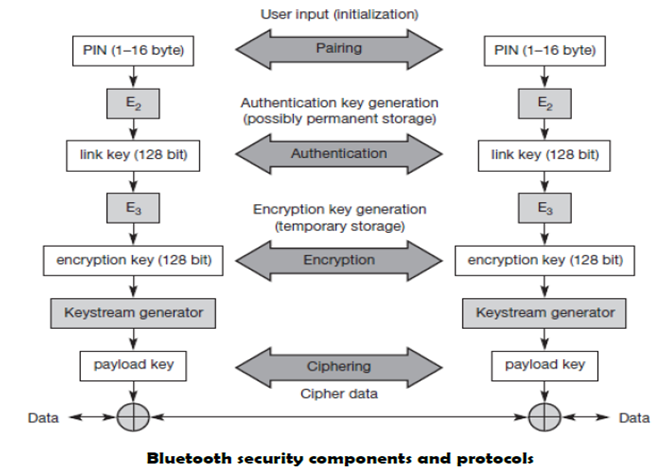 User input (initialization)
PIN (1–16 byte)
Pairing
PIN (1–16 byte)
E2
E2
Authentication key generation
(possibly permanent storage)
link key (128 bit)
Authentication
link key (128 bit)
E3
E3
Encryption key generation
(temporary storage)
encryption key (128 bit)
Encryption
encryption key (128 bit)
Keystream generator
Keystream generator
payload key
Ciphering
payload key
Cipher data
Data
Data
Bluetooth security components and protocols